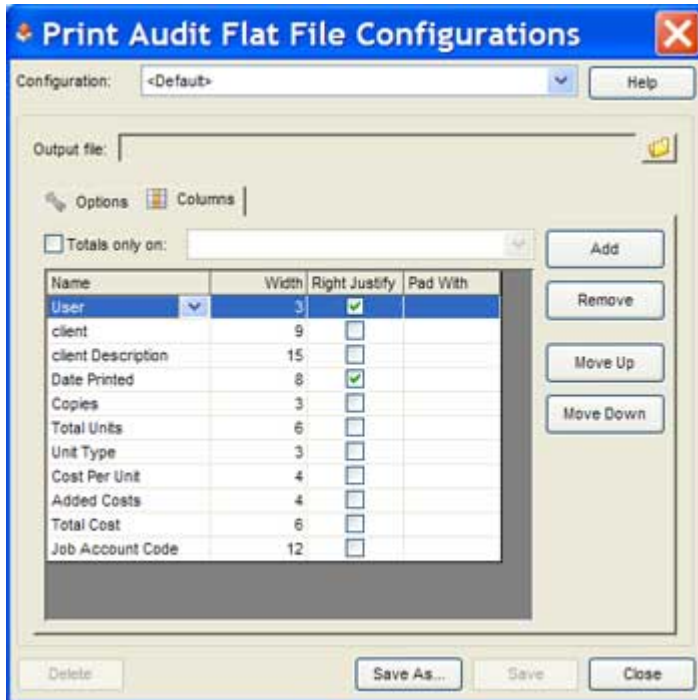 Print Audit Flat File Configurations
Configuration: <Default> Help
Output file:
Options Columns
Totals only on: Add
Name Width Right Justify Pad With
User 3 Remove
client 9
client Description 15
Date Printed 8 Move Up
Copies 3
Total Units 6 Move Down
Unit Type 3
Cost Per Unit 4
Added Costs 4
Total Cost 6
Job Account Code 12
Delete Save As... Save Close